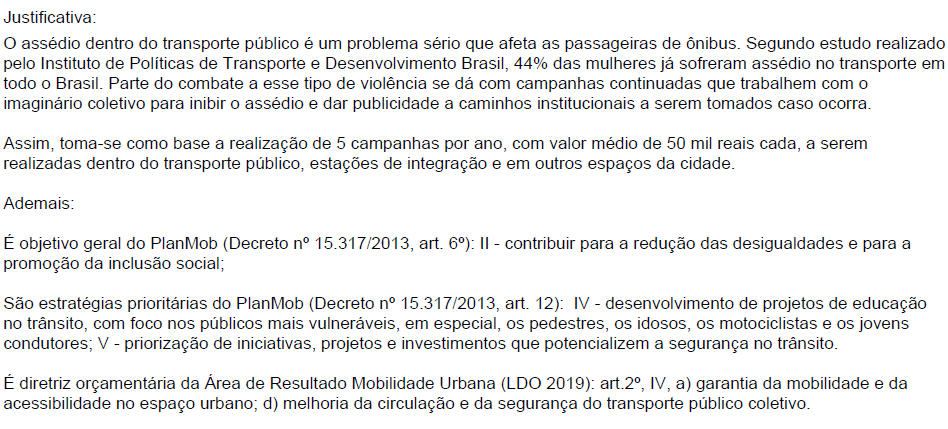 Justificativa:
O assédio dentro do transporte público é um problema sério que afeta as passageiras de ônibus. Segundo estudo realizado
pelo Instituto de Políticas de Transporte e Desenvolvimento Brasil, 44% das mulheres já sofreram assédio no transporte em
todo o Brasil. Parte do combate a esse tipo de violência se dá com campanhas continuadas que trabalhem com o
imaginário coletivo para inibir o assédio e dar publicidade a caminhos institucionais a serem tomados caso ocorra.
Assim, toma-se como base a realização de 5 campanhas por ano, com valor médio de 50 mil reais cada, a serem
realizadas dentro do transporte público, estações de integração e em outros espaços da cidade.
Ademais:
É objetivo geral do PlanMob (Decreto nº 15.317/2013, art. 6º): II - contribuir para a redução das desigualdades e para a
promoção da inclusão social;
São estratégias prioritárias do PlanMob (Decreto nº 15.317/2013, art. 12):  IV - desenvolvimento de projetos de educação
no trânsito, com foco nos públicos mais vulneráveis, em especial, os pedestres, os idosos, os motociclistas e os jovens
condutores; V - priorização de iniciativas, projetos e investimentos que potencializem a segurança no trânsito.
É diretriz orçamentária da Área de Resultado Mobilidade Urbana (LDO 2019): art.2º, IV, a) garantia da mobilidade e da
acessibilidade no espaço urbano; d) melhoria da circulação e da segurança do transporte público coletivo.